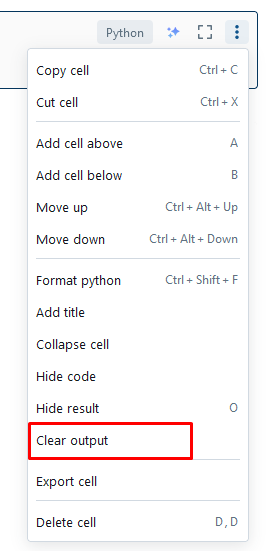 Python
Copy cell Ctrl + C
Cut cell Ctrl + X
Add cell above A
Add cell below B
Move up Ctrl + Alt + Up
Move down Ctrl + Alt + Down
Format python Ctrl + Shift + F
Add title
Collapse cell
Hide code
Hide result O
Clear output
Export cell
Delete cell D , D